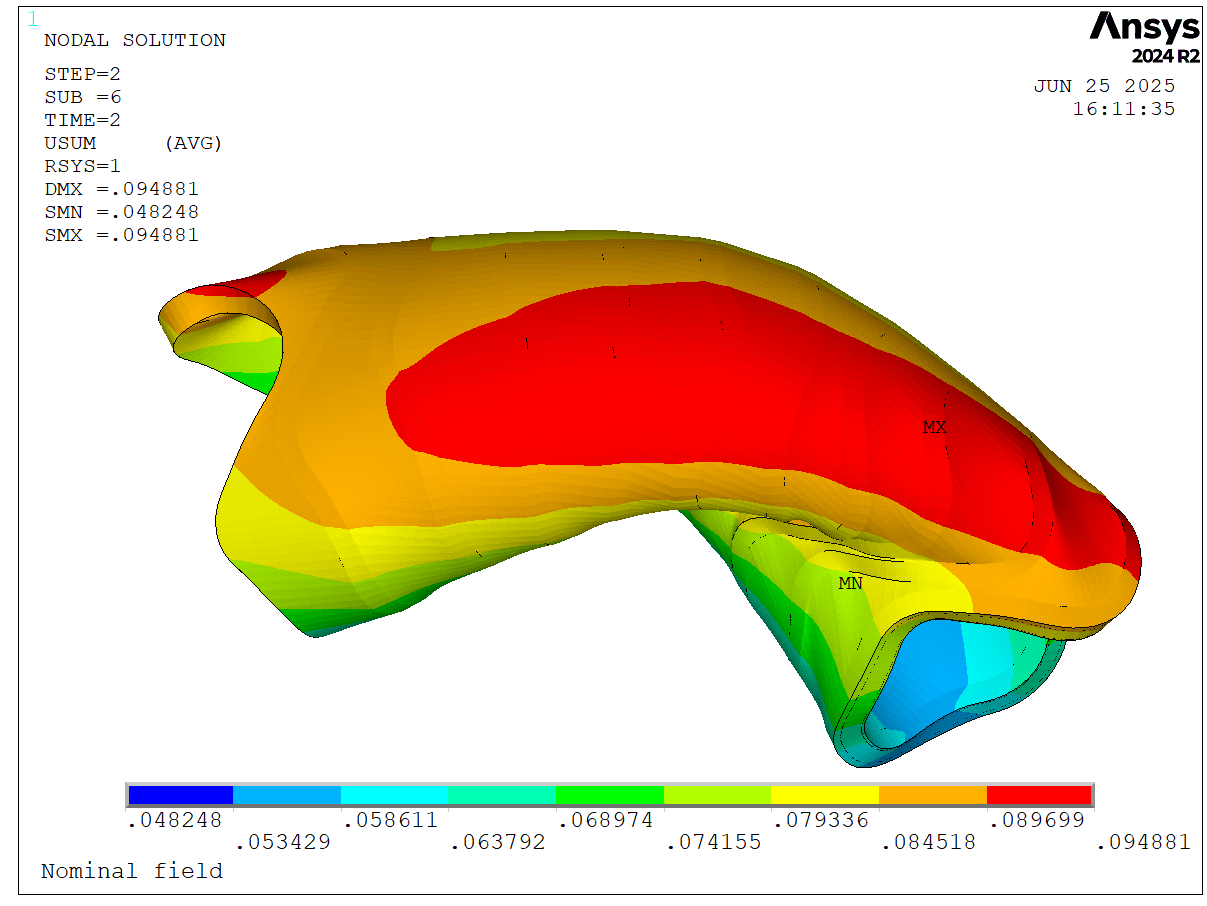 1
NODAL SOLUTION
STEP=2
SUB =6
TIME=2
USUM (AVG)
RSYS=1
DMX =.094881
SMN =.048248
SMX =.094881
Ansys
2024 R2
JUN 25 2025
16:11:35
MX
MN
.048248 .058611 .068974 .079336 .089699
.053429 .063792 .074155 .084518 .094881
Nominal field